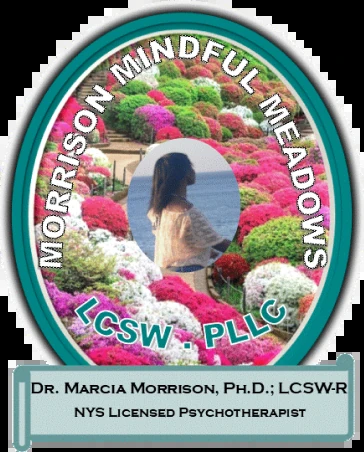 MORRISON MINDFUL MEADOWS
LCSW . PLLC
DR. MARCIA MORRISON, PH.D.; LCSW-R
NYS LICENSED PSYCHOTHERAPIST